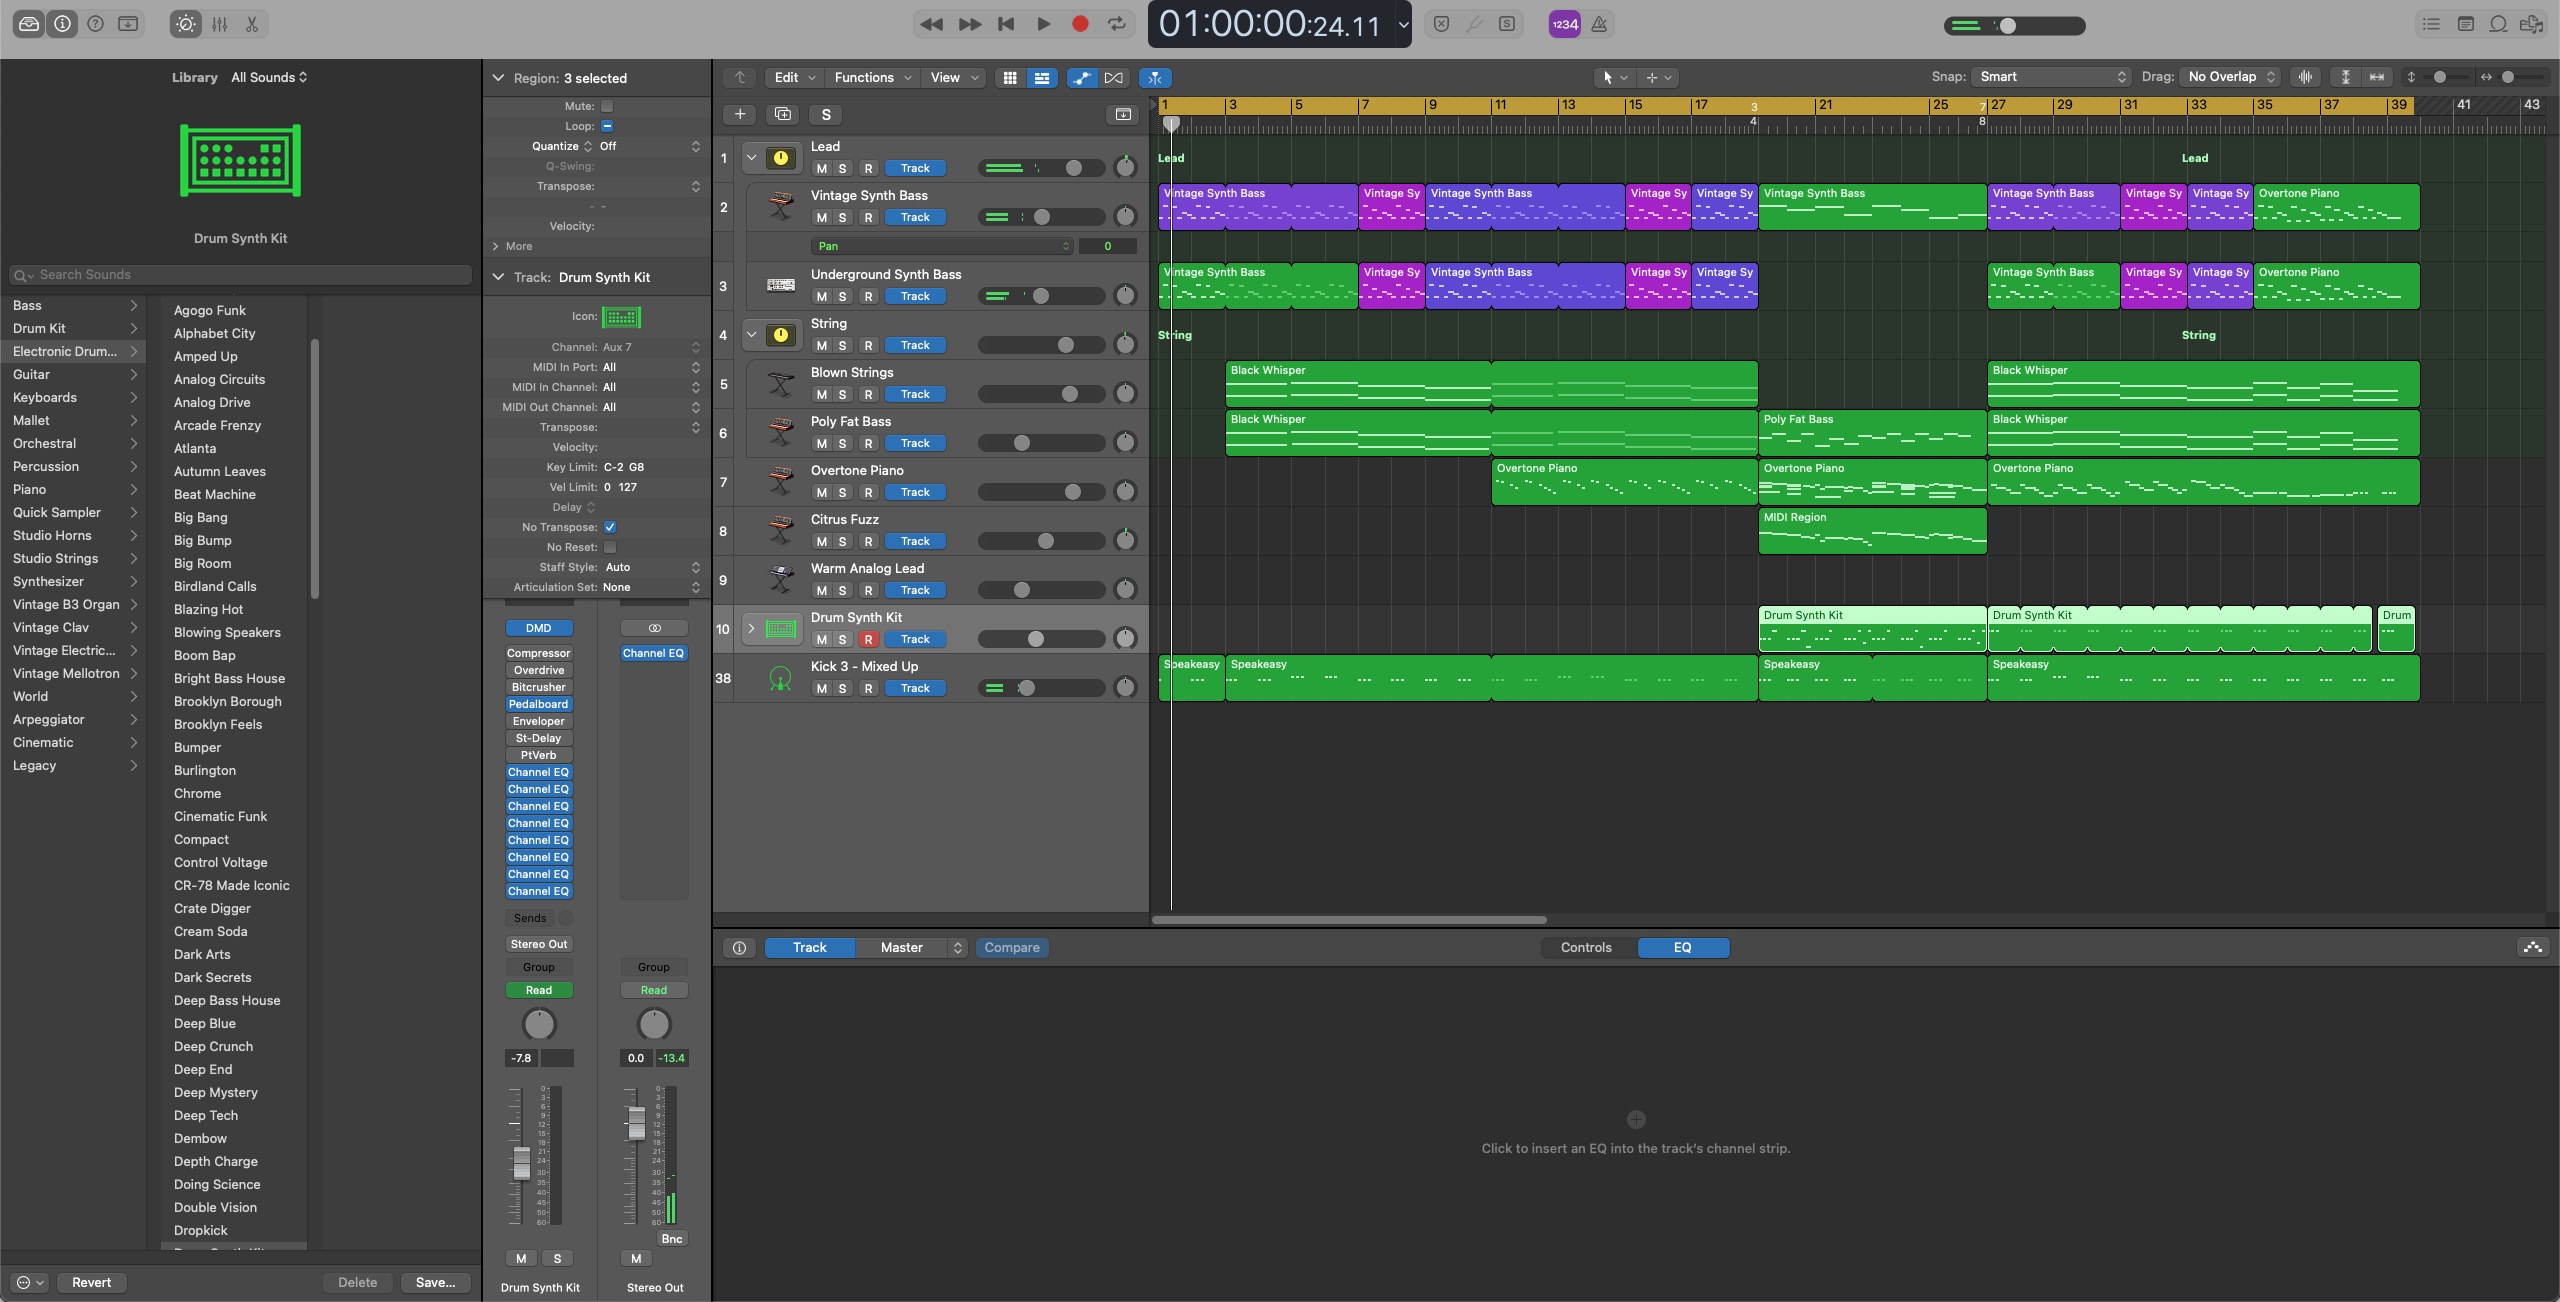 01:00:00:24.11
1234
Library All Sounds
Drum Synth Kit
Search Sounds
Bass
Drum Kit
Electronic Drum...
Guitar
Keyboards
Mallet
Orchestral
Percussion
Piano
Quick Sampler
Studio Horns
Studio Strings
Synthesizer
Vintage B3 Organ
Vintage Clav
Vintage Electric...
Vintage Mellotron
World
Arpeggiator
Cinematic
Legacy
Agogo Funk
Alphabet City
Amped Up
Analog Circuits
Analog Drive
Arcade Frenzy
Atlanta
Autumn Leaves
Beat Machine
Big Bang
Big Bump
Big Room
Birdland Calls
Blazing Hot
Blowing Speakers
Boom Bap
Bright Bass House
Brooklyn Borough
Brooklyn Feels
Bumper
Burlington
Chrome
Cinematic Funk
Compact
Control Voltage
CR-78 Made Iconic
Crate Digger
Cream Soda
Dark Arts
Dark Secrets
Deep Bass House
Deep Blue
Deep Crunch
Deep End
Deep Mystery
Deep Tech
Dembow
Depth Charge
Doing Science
Double Vision
Dropkick
Revert
Delete
Save...
Region: 3 selected
Mute:
Loop:
Quantize Off
Q-Swing:
Transpose:
- -
Velocity:
More
Track: Drum Synth Kit
Icon:
Channel: Aux 7
MIDI In Port: All
MIDI In Channel: All
MIDI Out Channel: All
Transpose:
Velocity:
Key Limit: C-2 G8
Vel Limit: 0 127
Delay
No Transpose:
No Reset:
Staff Style: Auto
Articulation Set: None
DMD
Compressor
Overdrive
Bitcrusher
Pedalboard
Enveloper
St-Delay
PtVerb
Channel EQ
Channel EQ
Channel EQ
Channel EQ
Channel EQ
Channel EQ
Channel EQ
Channel EQ
Sends
Stereo Out
Group
Read
-7.8
M S
Drum Synth Kit
Channel EQ
Group
Read
0.0 -13.4
Bnc
M
Stereo Out
Edit Functions View
Snap: Smart
Drag: No Overlap
S
1 3 5 7 9 11 13 15 17 21 25 27 29 31 33 35 37 39 41 43
3 4
7 8
1 Lead
M S R Track
Lead Lead
2 Vintage Synth Bass
M S R Track
Vintage Synth Bass Vintage Sy Vintage Synth Bass Vintage Sy Vintage Sy Vintage Synth Bass Vintage Synth Bass Vintage Sy Vintage Sy Overtone Piano
Pan 0
3 Underground Synth Bass
M S R Track
Vintage Synth Bass Vintage Sy Vintage Synth Bass Vintage Sy Vintage Sy Vintage Synth Bass Vintage Sy Vintage Sy Overtone Piano
4 String
M S R Track
String String
5 Blown Strings
M S R Track
Black Whisper Black Whisper
6 Poly Fat Bass
M S R Track
Black Whisper Poly Fat Bass Black Whisper
7 Overtone Piano
M S R Track
Overtone Piano Overtone Piano Overtone Piano
8 Citrus Fuzz
M S R Track
MIDI Region
9 Warm Analog Lead
M S R Track
10 Drum Synth Kit
M S R Track
Drum Synth Kit Drum Synth Kit Drum
38 Kick 3 - Mixed Up
M S R Track
Speakeasy Speakeasy Speakeasy Speakeasy
Track Master Compare
Controls EQ
Click to insert an EQ into the track's channel strip.